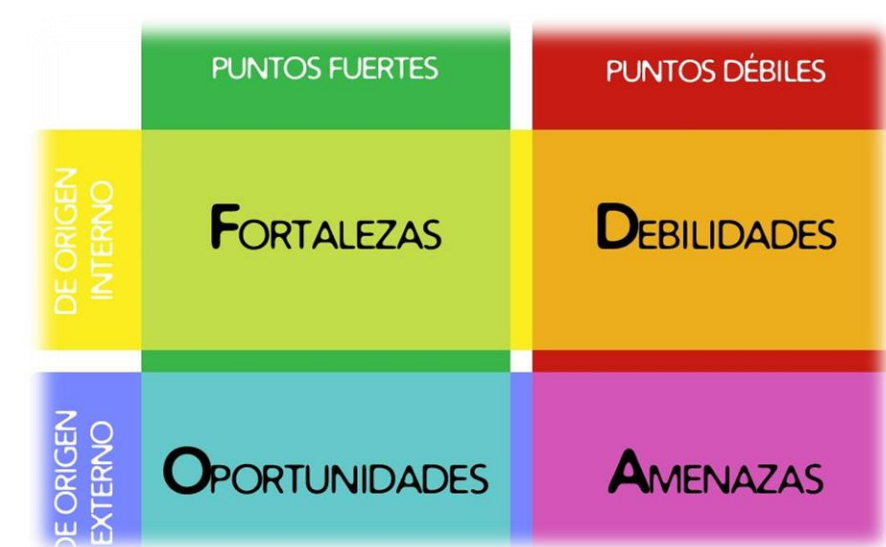 PUNTOS FUERTES
PUNTOS DÉBILES
DE ORIGEN
INTERNO
FORTALEZAS
DEBILIDADES
DE ORIGEN
EXTERNO
OPORTUNIDADES
AMENAZAS